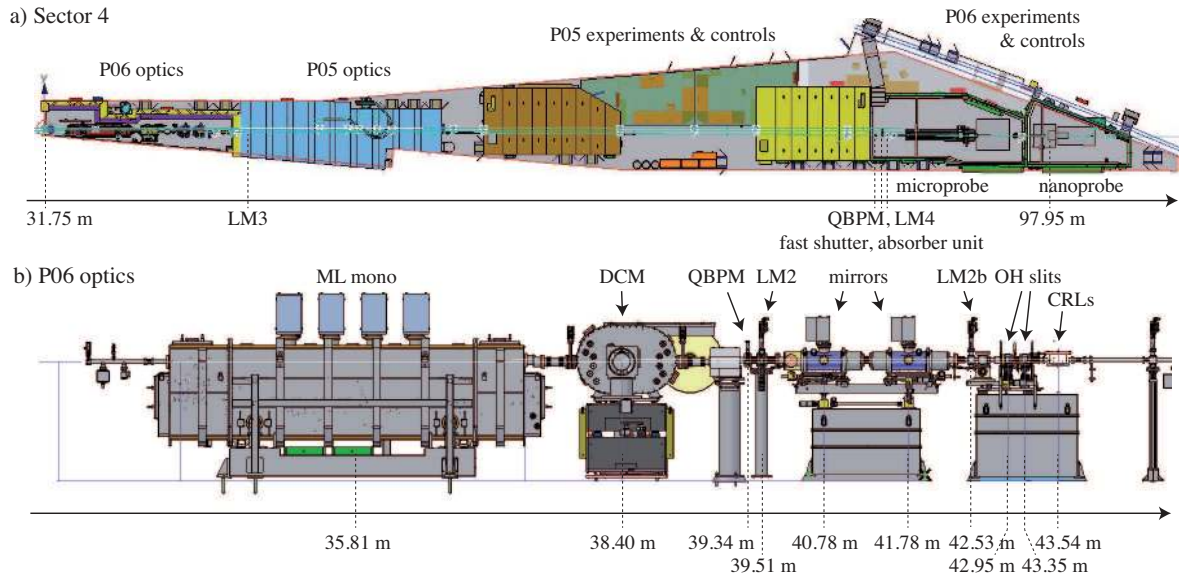 a) Sector 4
P06 optics
P05 optics
P05 experiments & controls
P06 experiments
& controls
microprobe
nanoprobe
31.75 m
LM3
QBPM, LM4
fast shutter, absorber unit
97.95 m
b) P06 optics
ML mono
DCM
QBPM
LM2
mirrors
LM2b
OH slits
CRLs
35.81 m
38.40 m
39.34 m
39.51 m
40.78 m
41.78 m
42.53 m
42.95 m
43.54 m
43.35 m